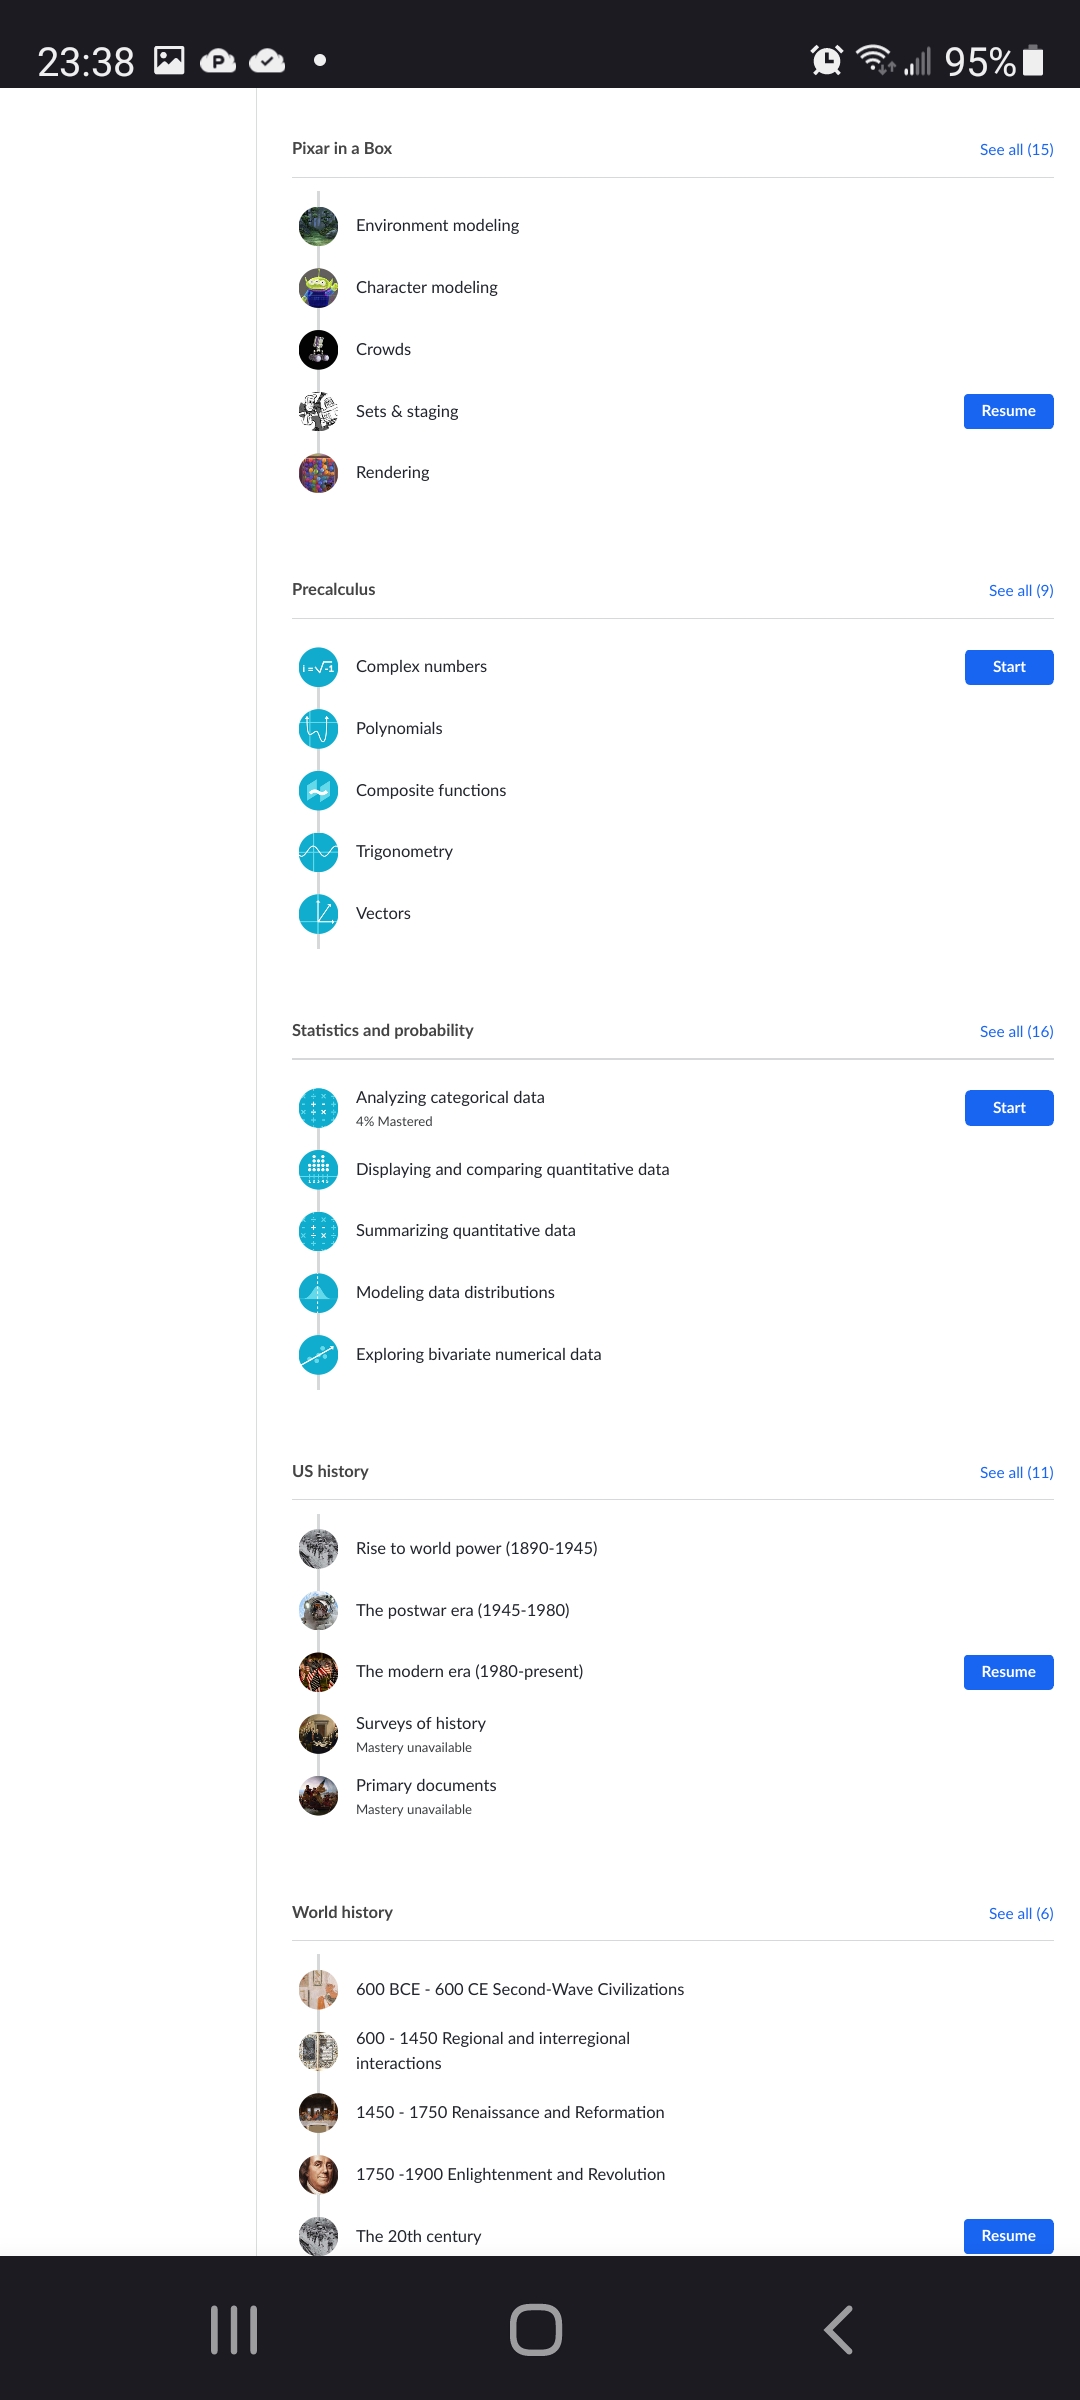 23:38
P
95%
Pixar in a Box
See all (15)
Environment modeling
Character modeling
Crowds
Sets & staging
Resume
Rendering
Precalculus
See all (9)
i=√-1
Complex numbers
Start
Polynomials
Composite functions
Trigonometry
Vectors
Statistics and probability
See all (16)
Analyzing categorical data
4% Mastered
Start
Displaying and comparing quantitative data
Summarizing quantitative data
Modeling data distributions
Exploring bivariate numerical data
US history
See all (11)
Rise to world power (1890-1945)
The postwar era (1945-1980)
The modern era (1980-present)
Resume
Surveys of history
Mastery unavailable
Primary documents
Mastery unavailable
World history
See all (6)
600 BCE - 600 CE Second-Wave Civilizations
600 - 1450 Regional and interregional
interactions
1450 - 1750 Renaissance and Reformation
1750 -1900 Enlightenment and Revolution
The 20th century
Resume